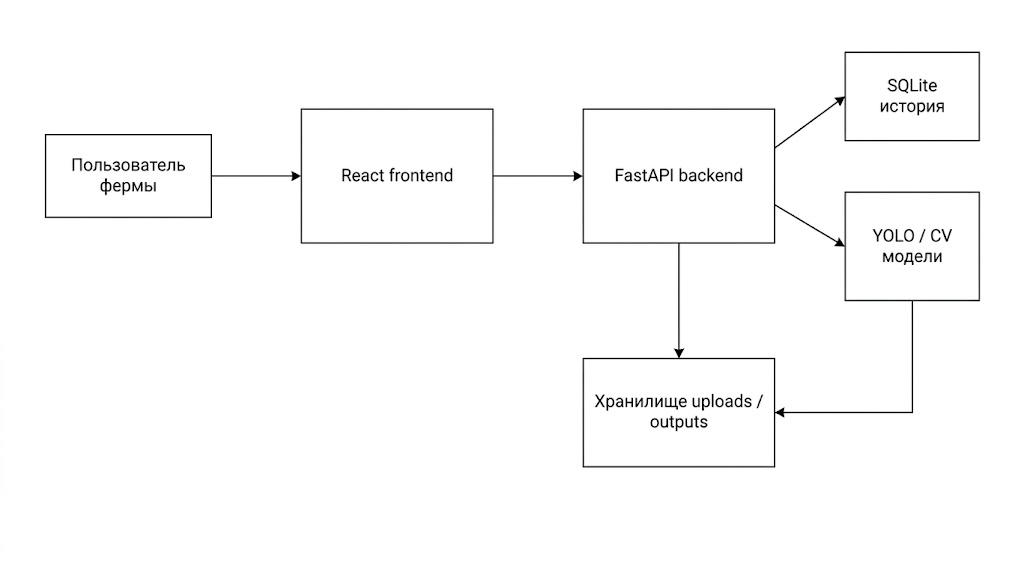 Пользователь
фермы
React frontend
FastAPI backend
SQLite
история
YOLO / CV
модели
Хранилище uploads /
outputs